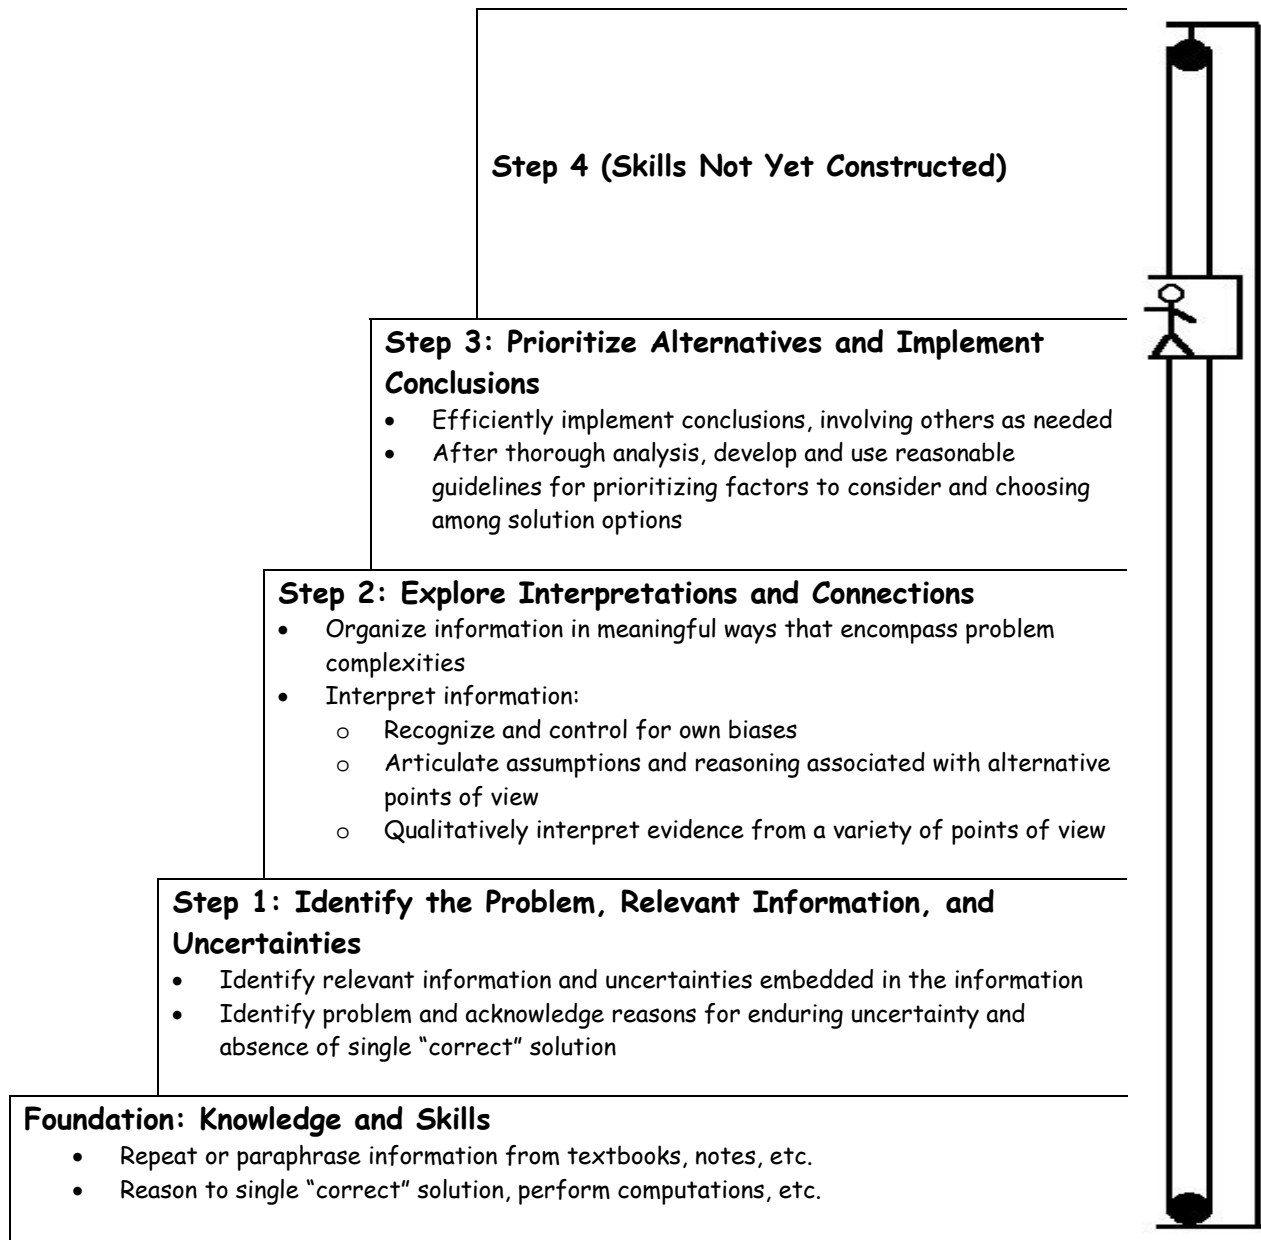 Step 4 (Skills Not Yet Constructed)
Step 3: Prioritize Alternatives and Implement
Conclusions
• Efficiently implement conclusions, involving others as needed
• After thorough analysis, develop and use reasonable
guidelines for prioritizing factors to consider and choosing
among solution options
Step 2: Explore Interpretations and Connections
• Organize information in meaningful ways that encompass problem
complexities
• Interpret information:
o Recognize and control for own biases
o Articulate assumptions and reasoning associated with alternative
points of view
o Qualitatively interpret evidence from a variety of points of view
Step 1: Identify the Problem, Relevant Information, and
Uncertainties
• Identify relevant information and uncertainties embedded in the information
• Identify problem and acknowledge reasons for enduring uncertainty and
absence of single “correct” solution
Foundation: Knowledge and Skills
• Repeat or paraphrase information from textbooks, notes, etc.
• Reason to single “correct” solution, perform computations, etc.